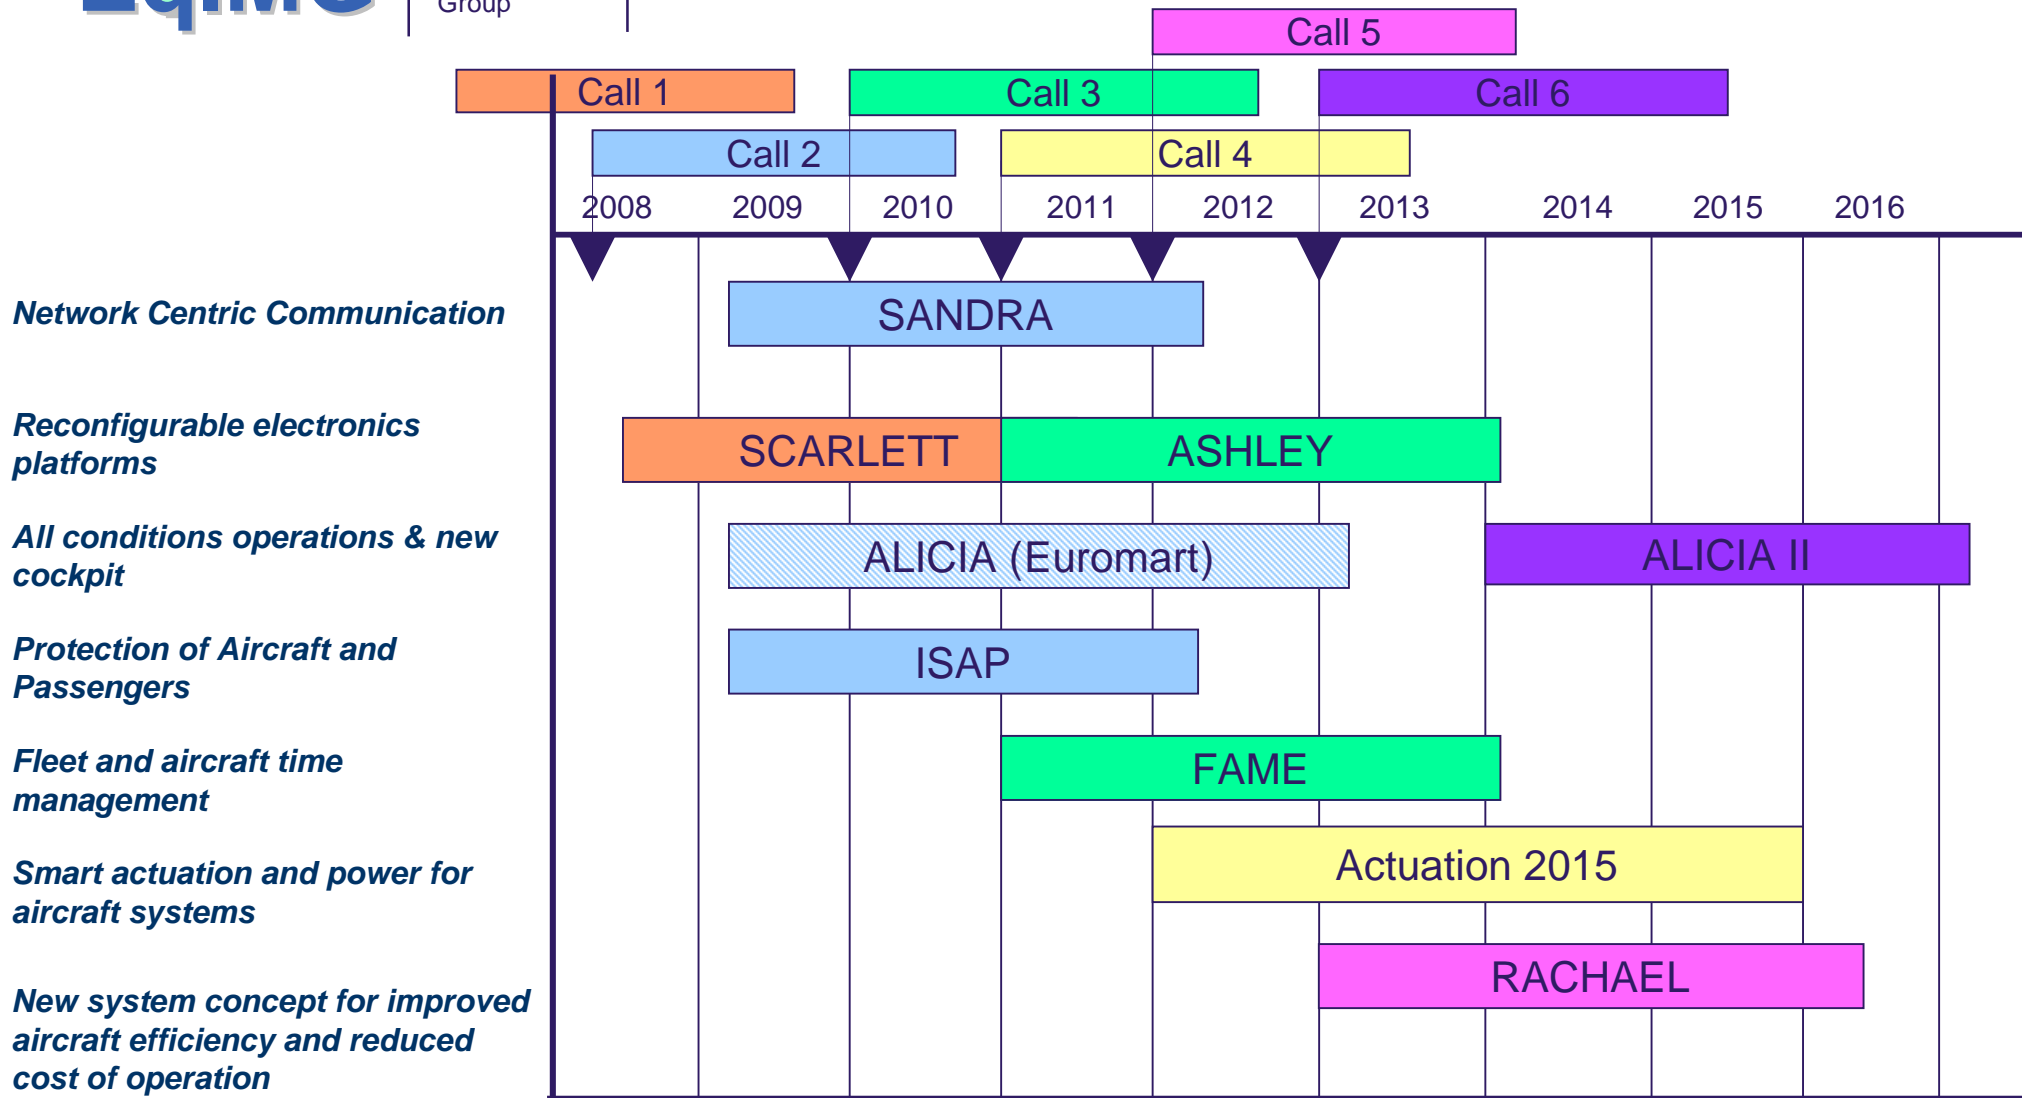 EqIMG
Group
Call 5
Call 1
Call 3
Call 6
Call 2
Call 4
2008 2009 2010 2011 2012 2013 2014 2015 2016
Network Centric Communication
SANDRA
Reconfigurable electronics
platforms
SCARLETT ASHLEY
All conditions operations & new
cockpit
ALICIA (Euromart) ALICIA II
Protection of Aircraft and
Passengers
ISAP
Fleet and aircraft time
management
FAME
Smart actuation and power for
aircraft systems
Actuation 2015
RACHAEL
New system concept for improved
aircraft efficiency and reduced
cost of operation